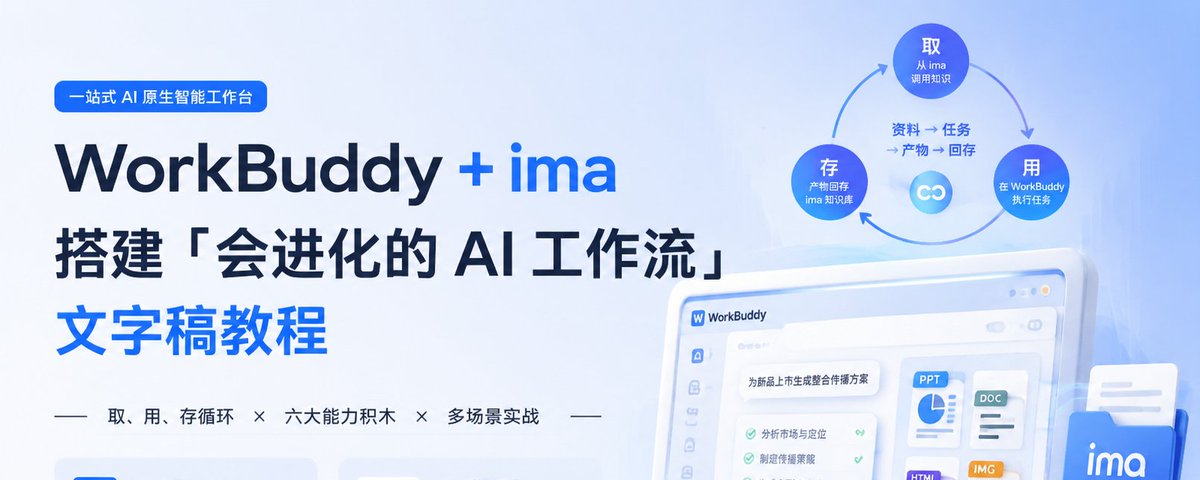 一站式 AI 原生智能工作台
WorkBuddy + ima
搭建「会进化的 AI 工作流」
文字稿教程
取、用、存循环 × 六大能力积木 × 多场景实战
取
从 ima
调用知识
资料 → 任务
→ 产物 → 回存
存
产物回存
ima 知识库
用
在 WorkBuddy
执行任务
W WorkBuddy
为新品上市生成整合传播方案
分析市场与定位
制定传播策略
PPT
DOC
HTML
IMG
ima